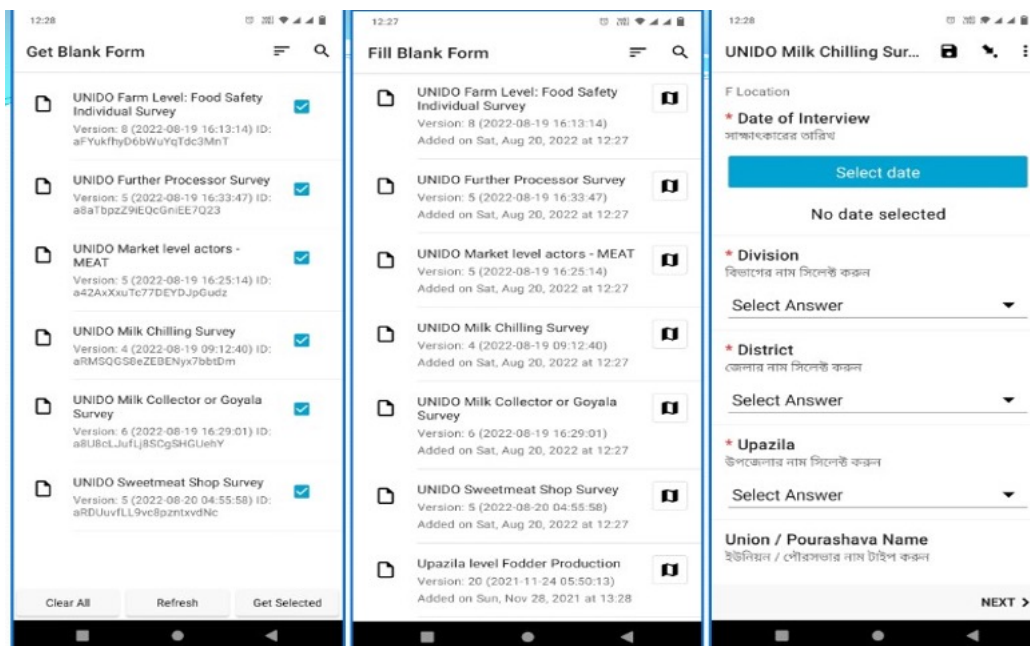 12:28
Get Blank Form
UNIDO Farm Level: Food Safety
Individual Survey
Version: 8 (2022-08-19 16:13:14) ID:
aFYukfhyD6bWuYqTdc3MnT
UNIDO Further Processor Survey
Version: 5 (2022-08-19 16:33:47) ID:
a8aTbpzZ9iEQcGniEE7Q23
UNIDO Market level actors -
MEAT
Version: 5 (2022-08-19 16:25:14) ID:
a42AxXxuTc77DEYDJpGudz
UNIDO Milk Chilling Survey
Version: 4 (2022-08-19 09:12:40) ID:
aRMSQGS8eZEBENyx7bbtDm
UNIDO Milk Collector or Goyala
Survey
Version: 6 (2022-08-19 16:29:01) ID:
a8U8cLJufLj8SCgSHGUehY
UNIDO Sweetmeat Shop Survey
Version: 5 (2022-08-20 04:55:58) ID:
aRDUuvfLL9vc8pzntxvdNc
Clear All Refresh Get Selected
12:27
Fill Blank Form
UNIDO Farm Level: Food Safety
Individual Survey
Version: 8 (2022-08-19 16:13:14)
Added on Sat, Aug 20, 2022 at 12:27
UNIDO Further Processor Survey
Version: 5 (2022-08-19 16:33:47)
Added on Sat, Aug 20, 2022 at 12:27
UNIDO Market level actors - MEAT
Version: 5 (2022-08-19 16:25:14)
Added on Sat, Aug 20, 2022 at 12:27
UNIDO Milk Chilling Survey
Version: 4 (2022-08-19 09:12:40)
Added on Sat, Aug 20, 2022 at 12:27
UNIDO Milk Collector or Goyala
Survey
Version: 6 (2022-08-19 16:29:01)
Added on Sat, Aug 20, 2022 at 12:27
UNIDO Sweetmeat Shop Survey
Version: 5 (2022-08-20 04:55:58)
Added on Sat, Aug 20, 2022 at 12:27
Upazila level Fodder Production
Version: 20 (2021-11-24 05:50:13)
Added on Sun, Nov 28, 2021 at 13:28
12:28
UNIDO Milk Chilling Sur...
F Location
* Date of Interview
সাক্ষাৎকারের তারিখ
Select date
No date selected
* Division
বিভাগের নাম সিলেক্ট করুন
Select Answer
* District
জেলার নাম সিলেক্ট করুন
Select Answer
* Upazila
উপজেলার নাম সিলেক্ট করুন
Select Answer
Union / Pourashava Name
ইউনিয়ন / পৌরসভার নাম টাইপ করুন
NEXT >